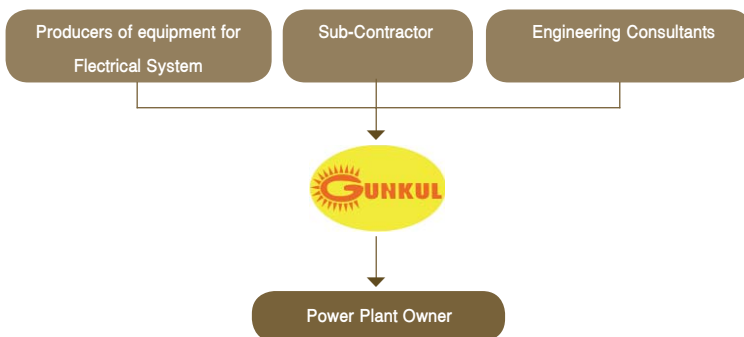 Producers of equipment for
Flectrical System
Sub-Contractor
Engineering Consultants
GUNKUL
Power Plant Owner